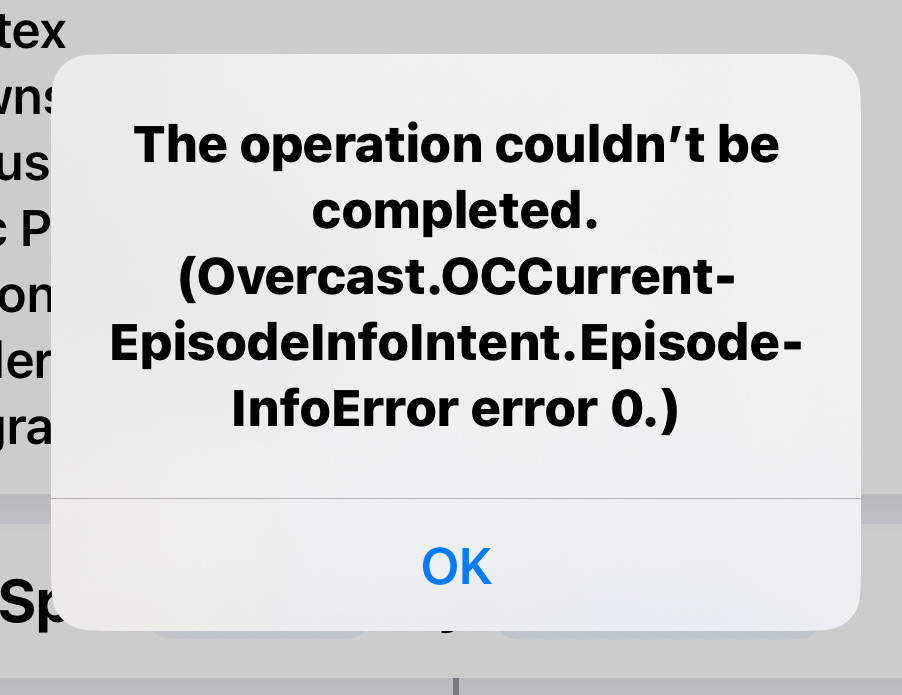 The operation couldn’t be
completed.
(Overcast.OCCurrent-
EpisodeInfoIntent.Episode-
InfoError error 0.)
OK